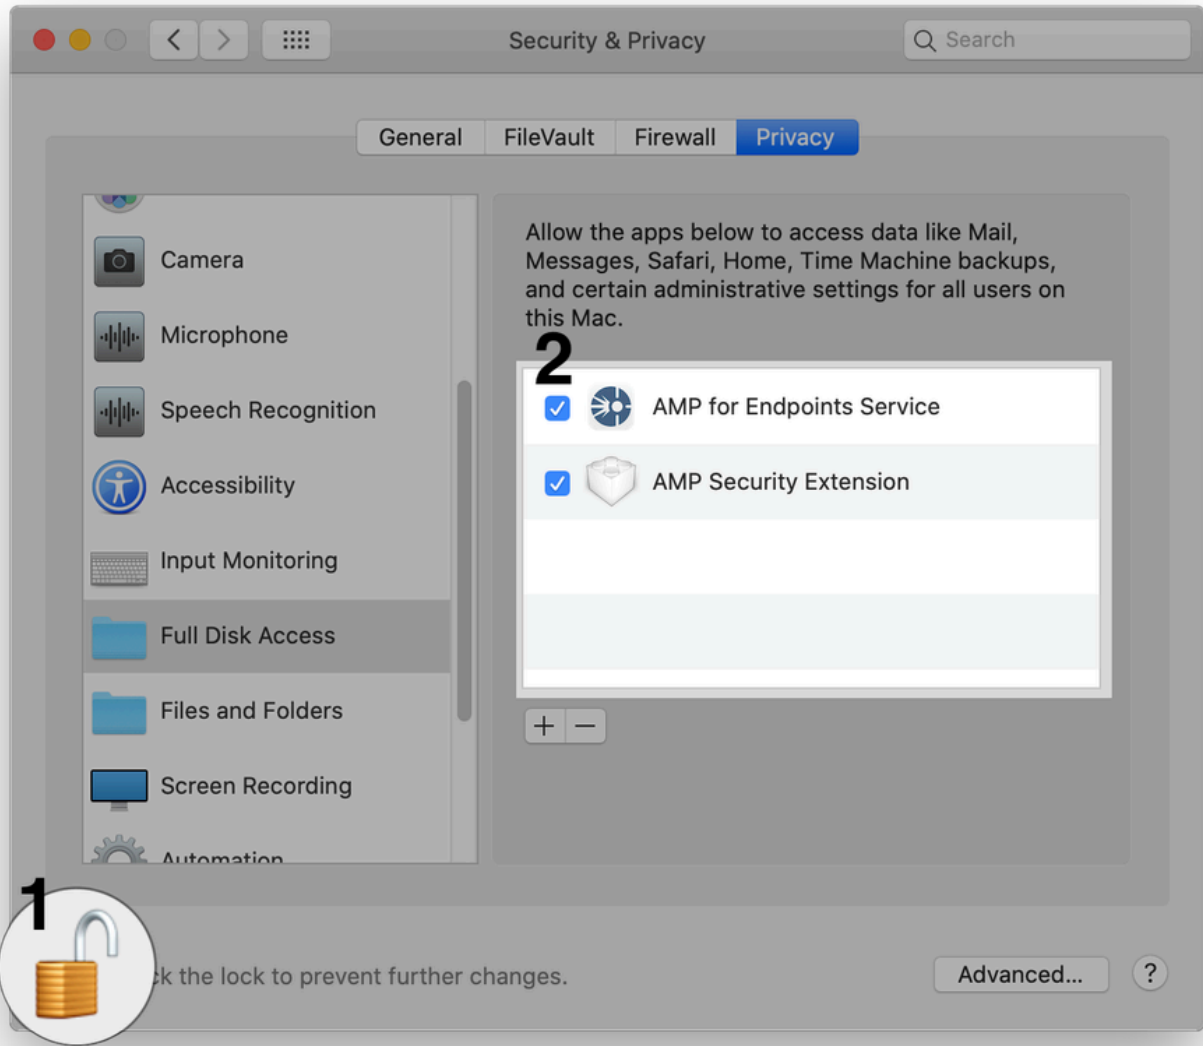 Security & Privacy
Search
General
FileVault
Firewall
Privacy
Camera
Microphone
Speech Recognition
Accessibility
Input Monitoring
Full Disk Access
Files and Folders
Screen Recording
Automation
Allow the apps below to access data like Mail,
Messages, Safari, Home, Time Machine backups,
and certain administrative settings for all users on
this Mac.
2
AMP for Endpoints Service
AMP Security Extension
+ −
1
the lock to prevent further changes.
Advanced...
?